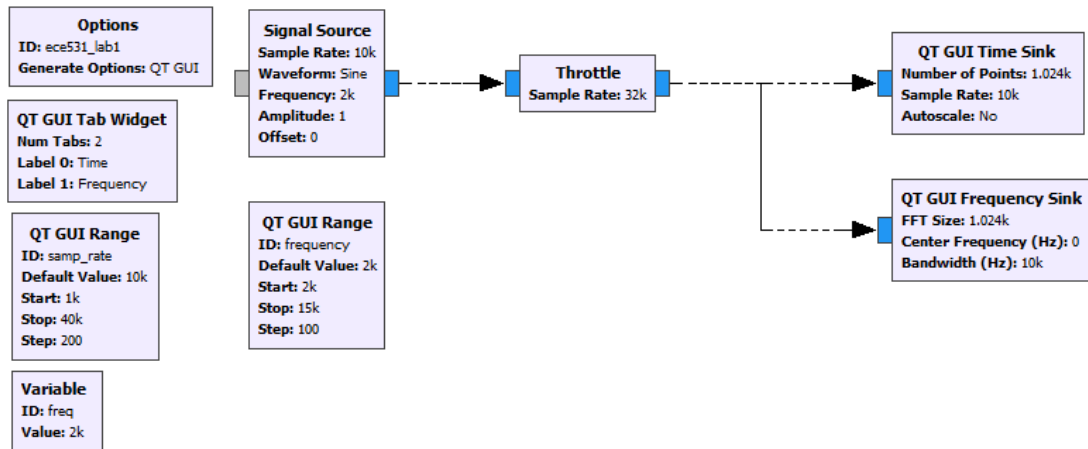 Options
ID: ece531_lab1
Generate Options: QT GUI
QT GUI Tab Widget
Num Tabs: 2
Label 0: Time
Label 1: Frequency
QT GUI Range
ID: samp_rate
Default Value: 10k
Start: 1k
Stop: 40k
Step: 200
Variable
ID: freq
Value: 2k
Signal Source
Sample Rate: 10k
Waveform: Sine
Frequency: 2k
Amplitude: 1
Offset: 0
QT GUI Range
ID: frequency
Default Value: 2k
Start: 2k
Stop: 15k
Step: 100
Throttle
Sample Rate: 32k
QT GUI Time Sink
Number of Points: 1.024k
Sample Rate: 10k
Autoscale: No
QT GUI Frequency Sink
FFT Size: 1.024k
Center Frequency (Hz): 0
Bandwidth (Hz): 10k